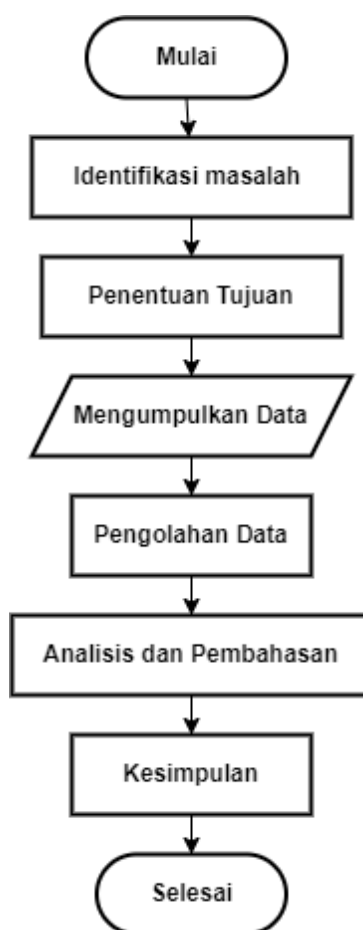 Mulai
Identifikasi masalah
Penentuan Tujuan
Mengumpulkan Data
Pengolahan Data
Analisis dan Pembahasan
Kesimpulan
Selesai